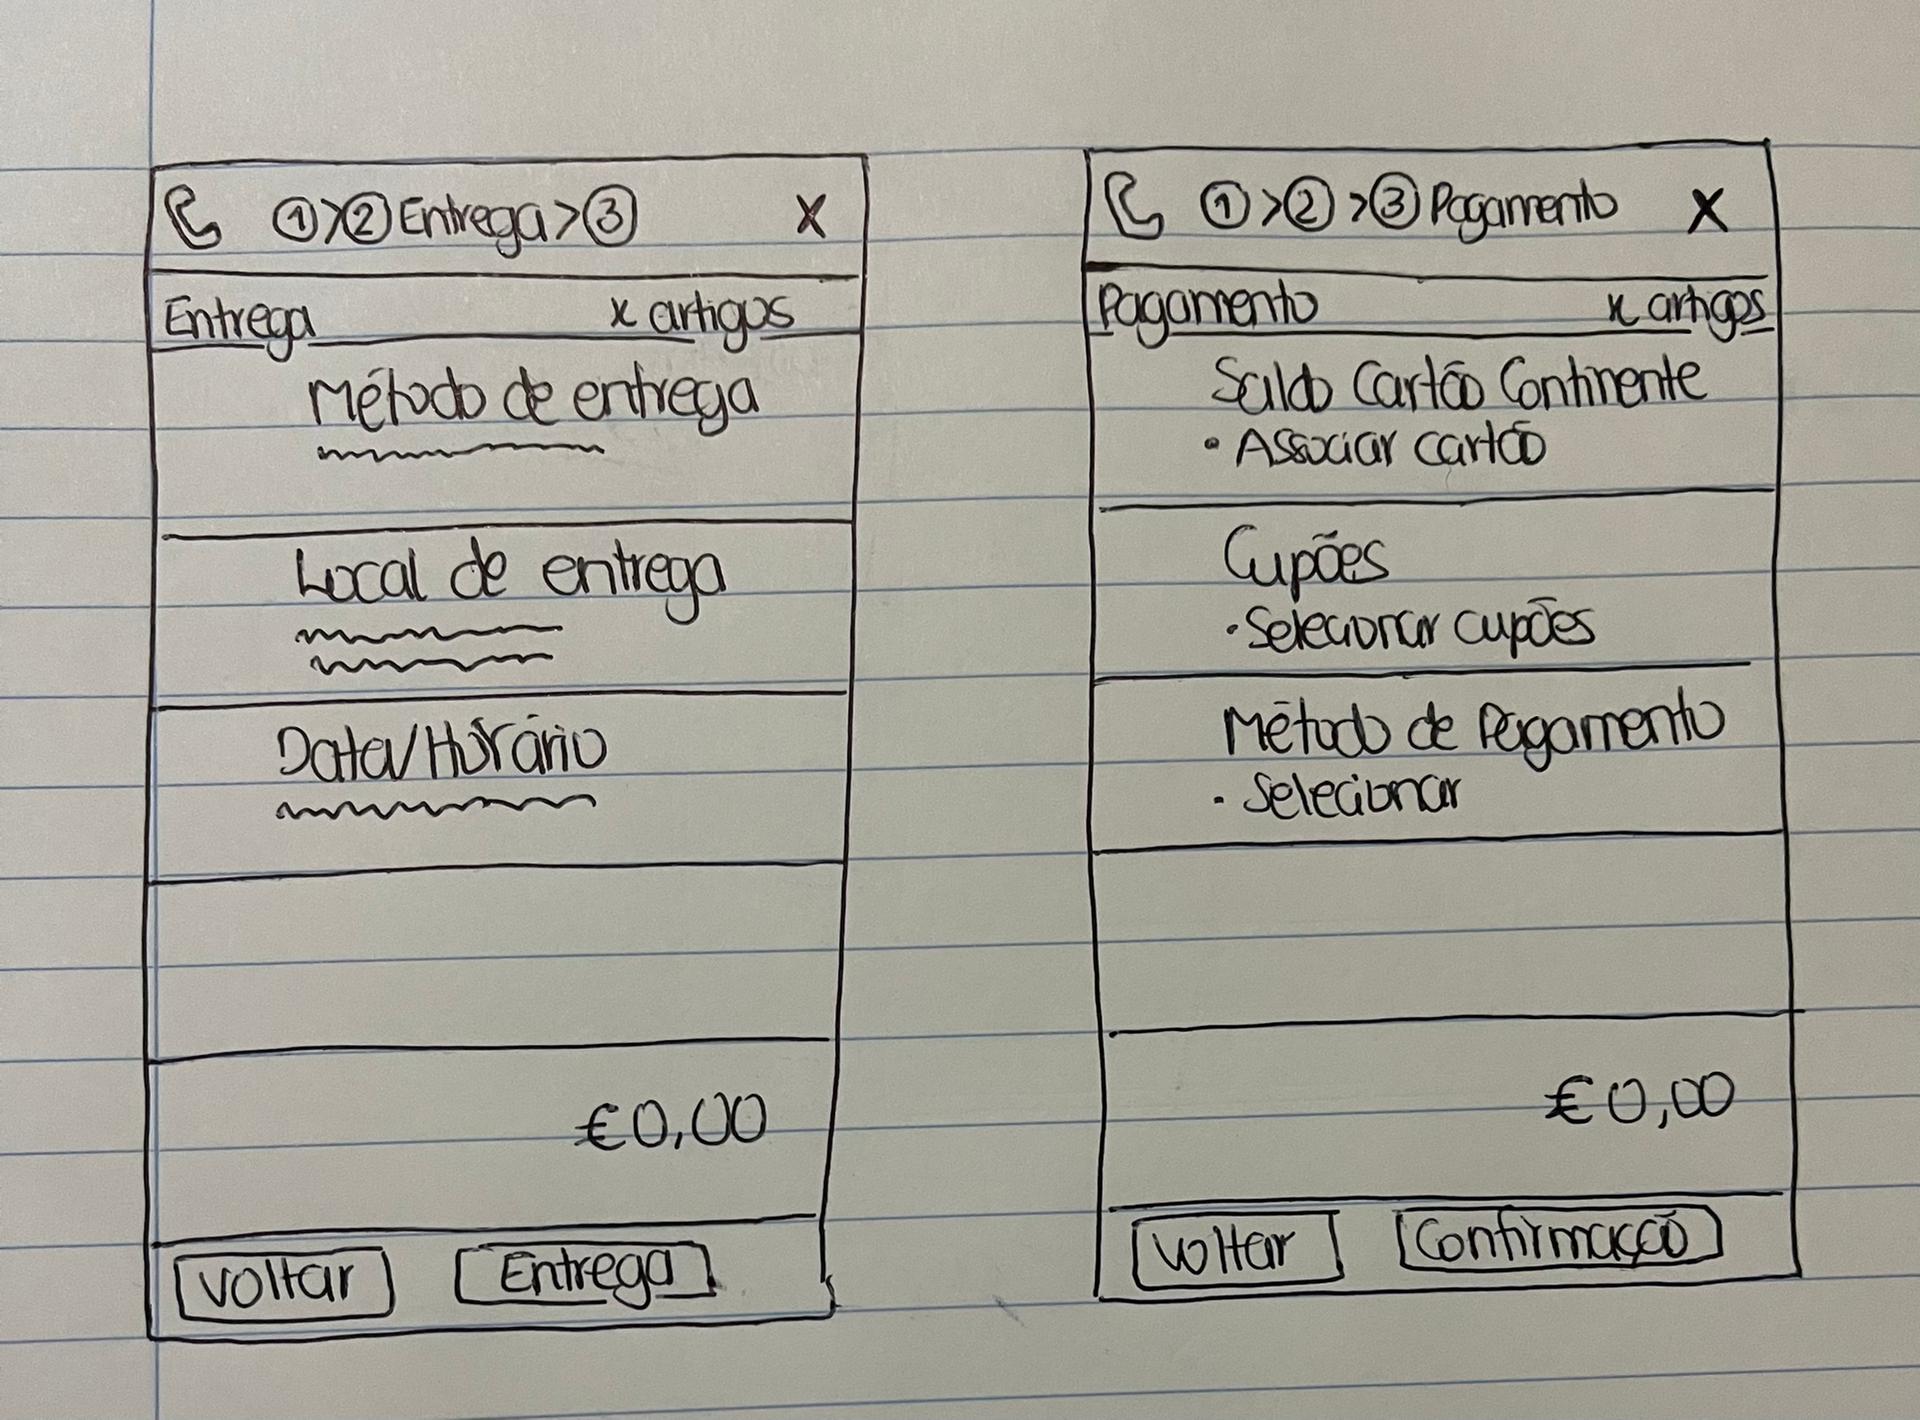 1 > 2 Entrega > 3 X
Entrega x artigos
Método de entrega
Local de entrega
Data/Horário
€0,00
Voltar Entrega
1 > 2 > 3 Pagamento X
Pagamento x artigos
Saldo Cartão Continente
• Associar cartão
Cupões
• Selecionar cupões
Método de Pagamento
• Selecionar
€0,00
Voltar Confirmação